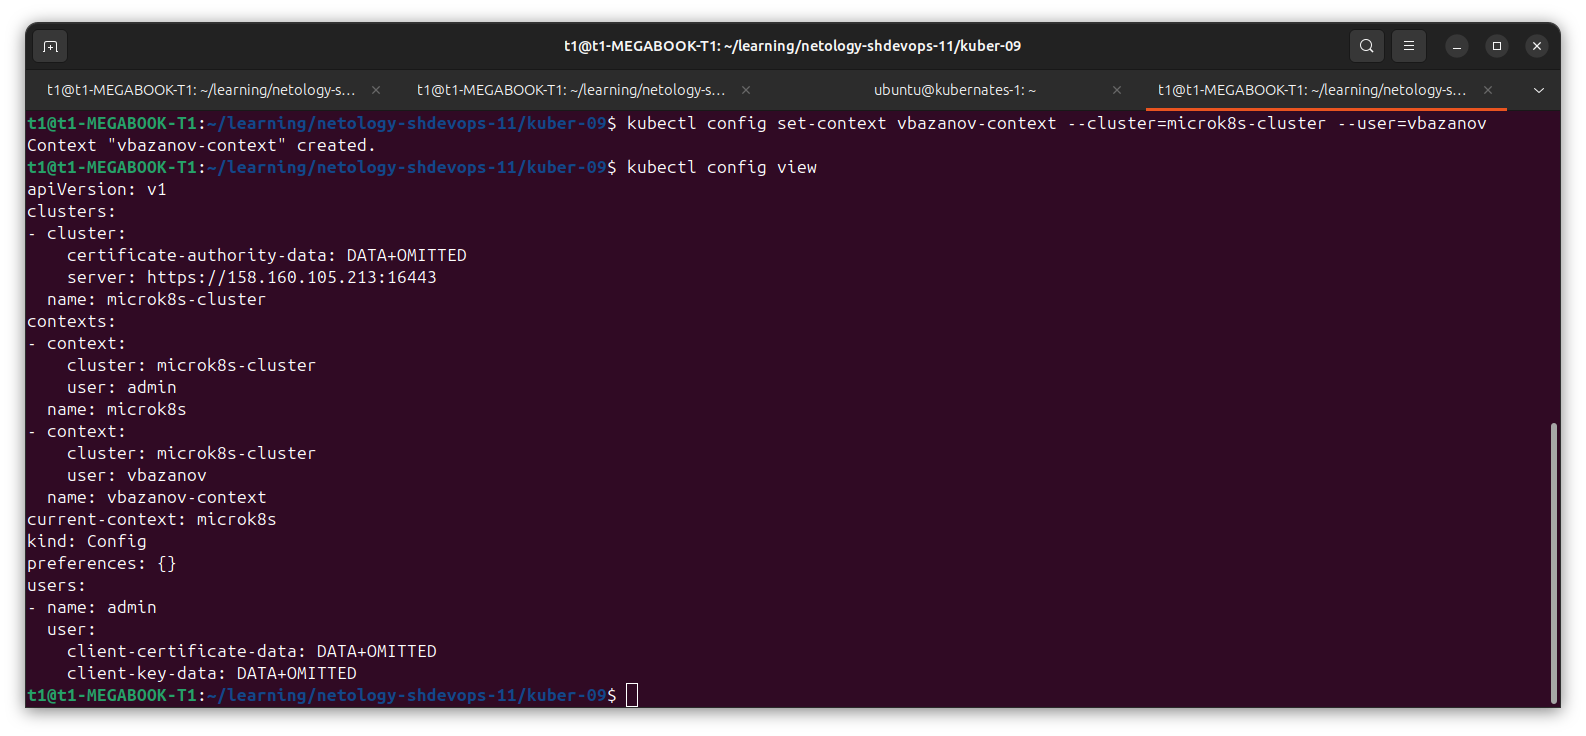 t1@t1-MEGABOOK-T1: ~/learning/netology-shdevops-11/kuber-09
t1@t1-MEGABOOK-T1: ~/learning/netology-s...
t1@t1-MEGABOOK-T1: ~/learning/netology-s...
ubuntu@kubernates-1: ~
t1@t1-MEGABOOK-T1: ~/learning/netology-s...
t1@t1-MEGABOOK-T1:~/learning/netology-shdevops-11/kuber-09$ kubectl config set-context vbazanov-context --cluster=microk8s-cluster --user=vbazanov
Context "vbazanov-context" created.
t1@t1-MEGABOOK-T1:~/learning/netology-shdevops-11/kuber-09$ kubectl config view
apiVersion: v1
clusters:
- cluster:
    certificate-authority-data: DATA+OMITTED
    server: https://158.160.105.213:16443
  name: microk8s-cluster
contexts:
- context:
    cluster: microk8s-cluster
    user: admin
  name: microk8s
- context:
    cluster: microk8s-cluster
    user: vbazanov
  name: vbazanov-context
current-context: microk8s
kind: Config
preferences: {}
users:
- name: admin
  user:
    client-certificate-data: DATA+OMITTED
    client-key-data: DATA+OMITTED
t1@t1-MEGABOOK-T1:~/learning/netology-shdevops-11/kuber-09$